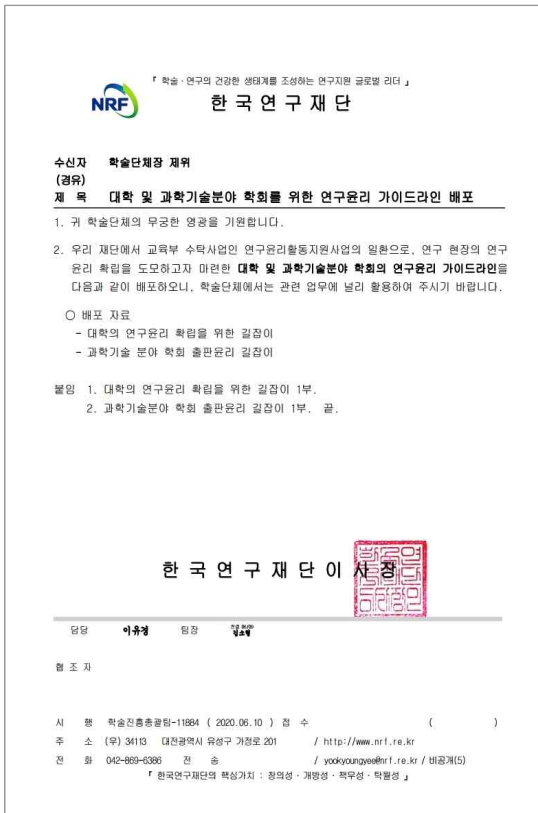 『 학술·연구의 건강한 생태계를 조성하는 연구지원 글로벌 리더 』
NRF
한국연구재단
수신자 학술단체장 제위
(경유)
제 목 대학 및 과학기술분야 학회를 위한 연구윤리 가이드라인 배포
1. 귀 학술단체의 무궁한 영광을 기원합니다.
2. 우리 재단에서 교육부 수탁사업인 연구윤리활동지원사업의 일환으로, 연구 현장의 연구
윤리 확립을 도모하고자 마련한 대학 및 과학기술분야 학회의 연구윤리 가이드라인을
다음과 같이 배포하오니, 학술단체에서는 관련 업무에 널리 활용하여 주시기 바랍니다.
○ 배포 자료
- 대학의 연구윤리 확립을 위한 길잡이
- 과학기술 분야 학회 출판윤리 길잡이
붙임 1. 대학의 연구윤리 확립을 위한 길잡이 1부.
2. 과학기술분야 학회 출판윤리 길잡이 1부. 끝.
한국연구재단이사장
담당 이유경 팀장
협조자
시 행 학술진흥총괄팀-11884 ( 2020.06.10 ) 접 수 ( )
주 소 (우) 34113 대전광역시 유성구 가정로 201 / http://www.nrf.re.kr
전 화 042-869-6386 전 송 / yookyoungyee@nrf.re.kr / 비공개(5)
『 한국연구재단의 핵심가치 : 창의성·개방성·책무성·탁월성 』